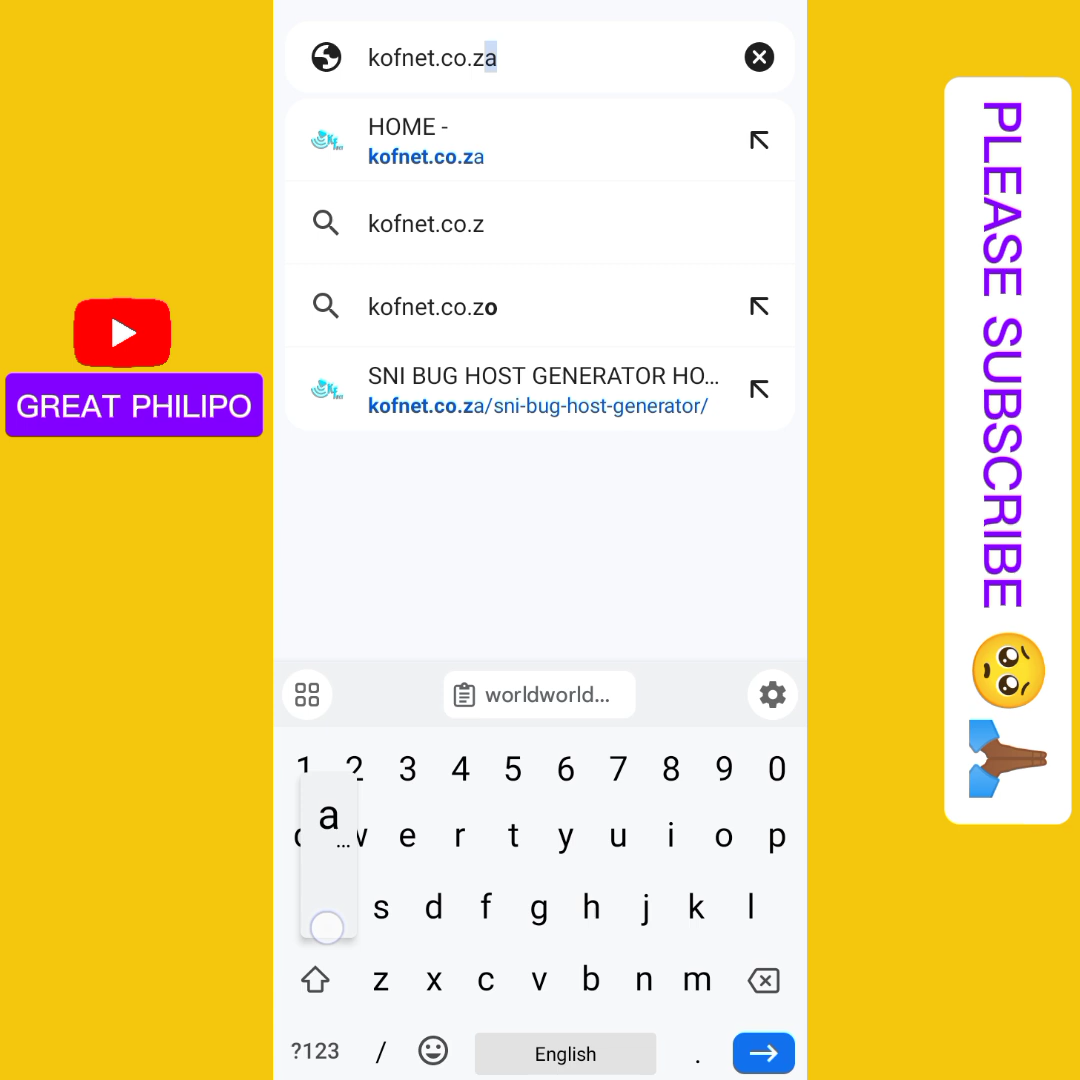 kofnet.co.za
HOME -
kofnet.co.za
kofnet.co.z
kofnet.co.zo
SNI BUG HOST GENERATOR HO...
kofnet.co.za/sni-bug-host-generator/
GREAT PHILIPO
PLEASE SUBSCRIBE 🥺🙏🏾
worldworld...
1 2 3 4 5 6 7 8 9 0
a
...
e r t y u i o p
s d f g h j k l
z x c v b n m
?123 / English .